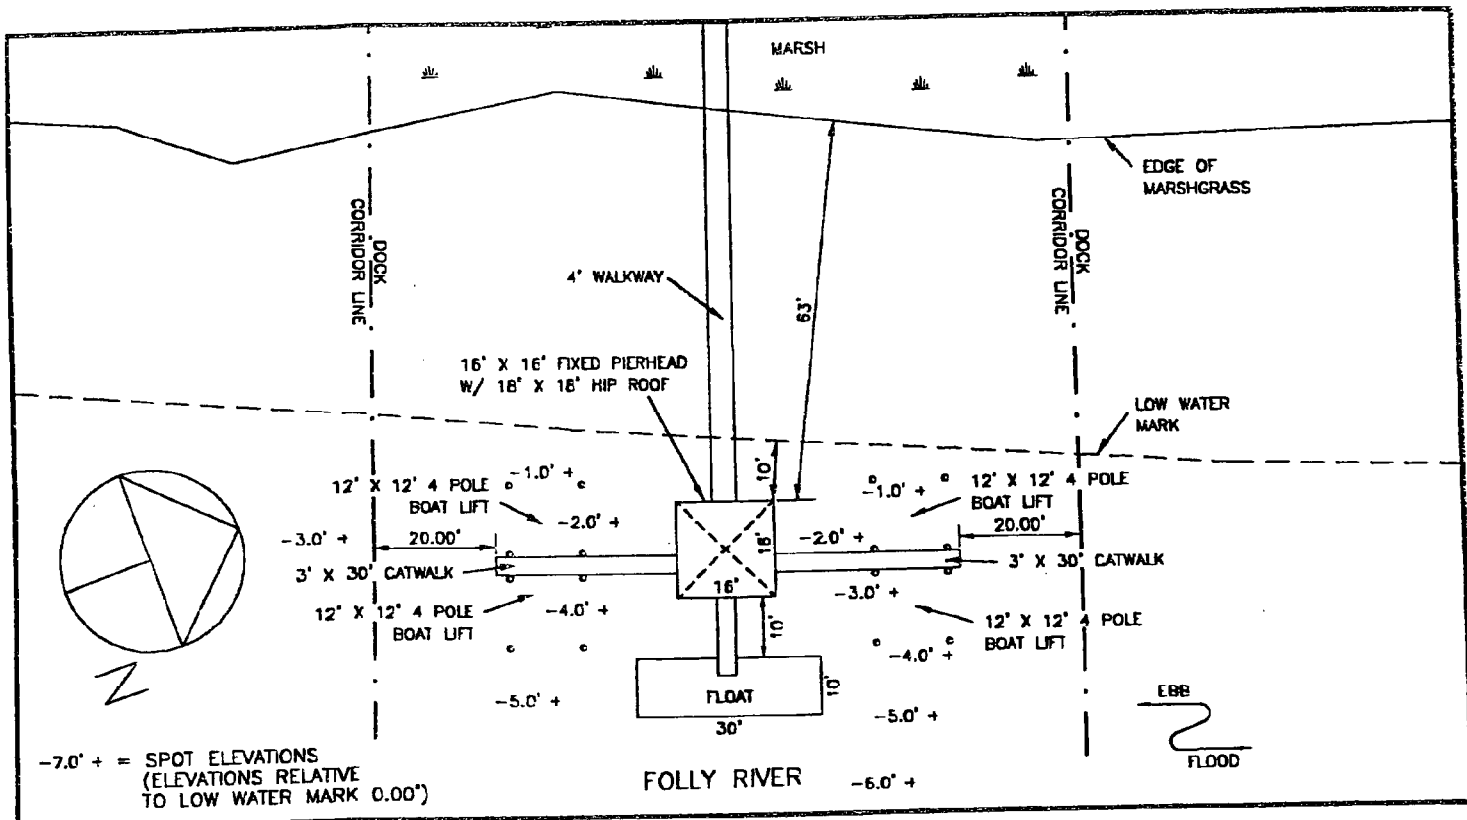 MARSH
EDGE OF
MARSHGRASS
DOCK
CORRIDOR LINE
DOCK
CORRIDOR LINE
4' WALKWAY
63'
16' X 16' FIXED PIERHEAD
W/ 18' X 18' HIP ROOF
LOW WATER
MARK
10'
-1.0' +
12' X 12' 4 POLE
BOAT LIFT
-1.0' +
12' X 12' 4 POLE
BOAT LIFT
-2.0' +
-3.0' +
20.00'
16'
-2.0' +
20.00'
3' X 30' CATWALK
3' X 30' CATWALK
16'
-3.0' +
12' X 12' 4 POLE
BOAT LIFT
-4.0' +
10'
12' X 12' 4 POLE
BOAT LIFT
-4.0' +
N
-5.0' +
FLOAT
10'
30'
-5.0' +
EBB
FLOOD
-7.0' + = SPOT ELEVATIONS
(ELEVATIONS RELATIVE
TO LOW WATER MARK 0.00')
FOLLY RIVER
-6.0' +